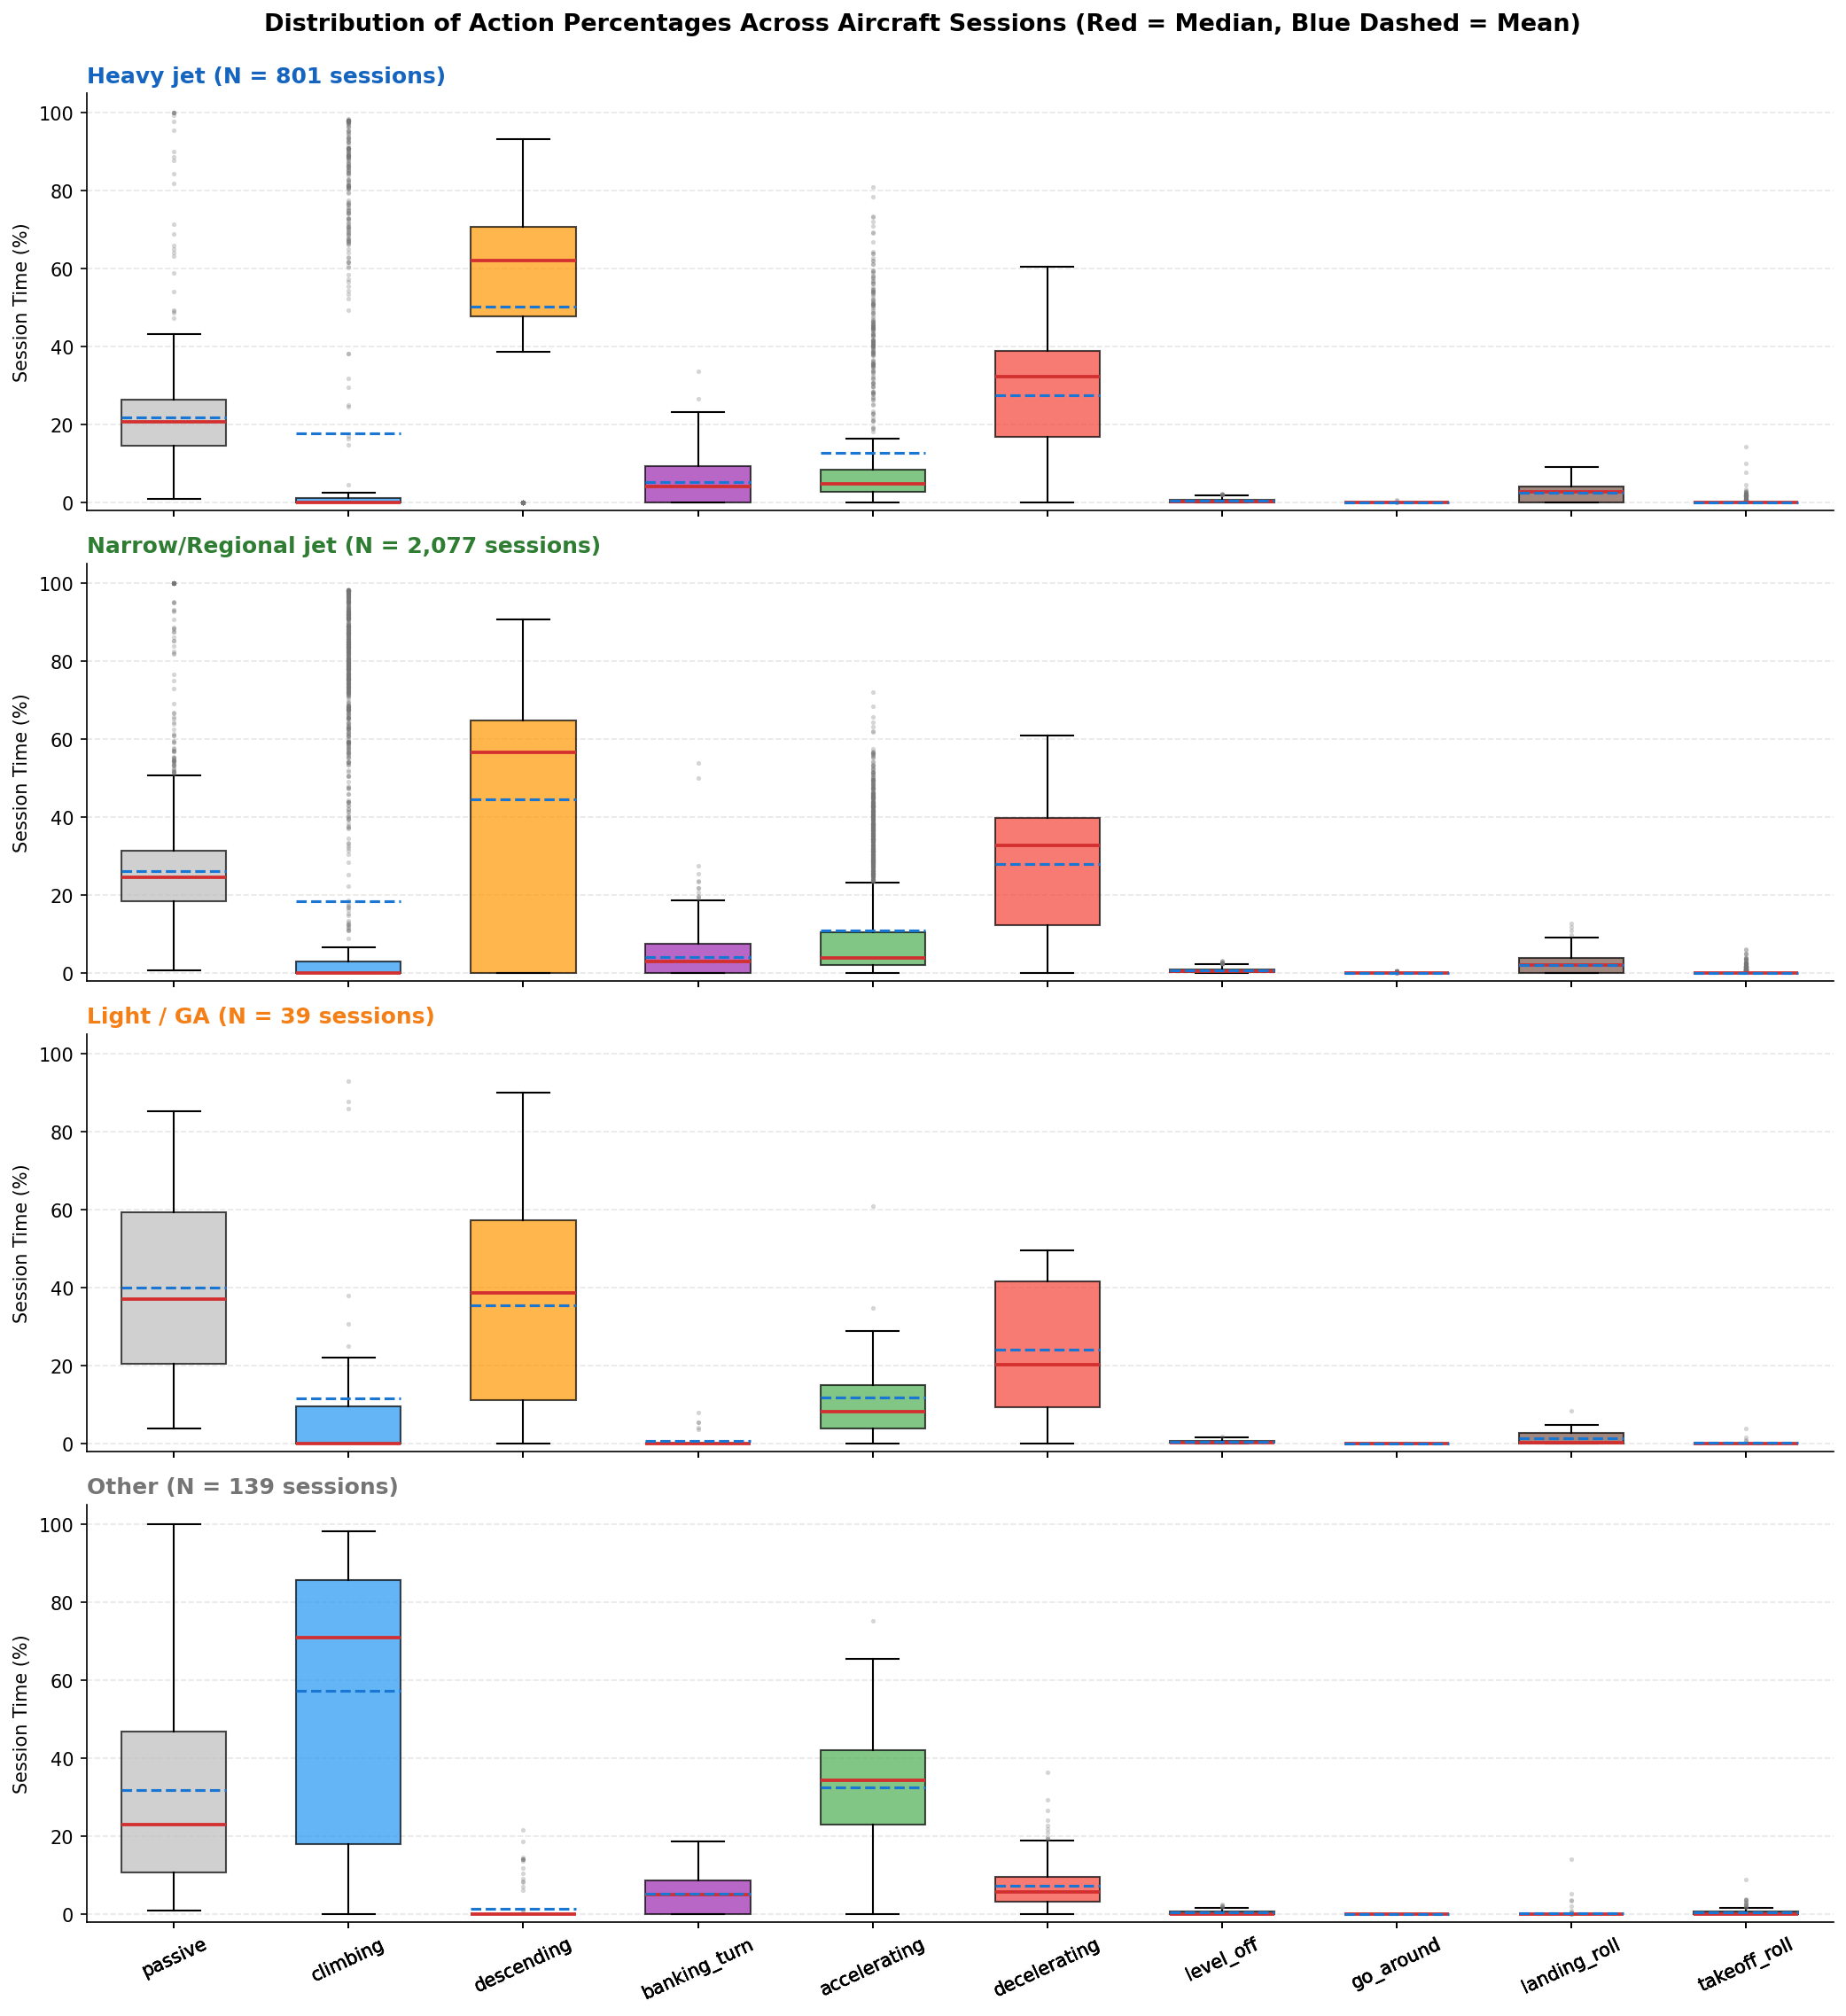 Distribution of Action Percentages Across Aircraft Sessions (Red = Median, Blue Dashed = Mean)
Heavy jet (N = 801 sessions)
Session Time (%)
100
80
60
40
20
0
Narrow/Regional jet (N = 2,077 sessions)
Session Time (%)
100
80
60
40
20
0
Light / GA (N = 39 sessions)
Session Time (%)
100
80
60
40
20
0
Other (N = 139 sessions)
Session Time (%)
100
80
60
40
20
0
passive
climbing
descending
banking_turn
accelerating
decelerating
level_off
go_around
landing_roll
takeoff_roll